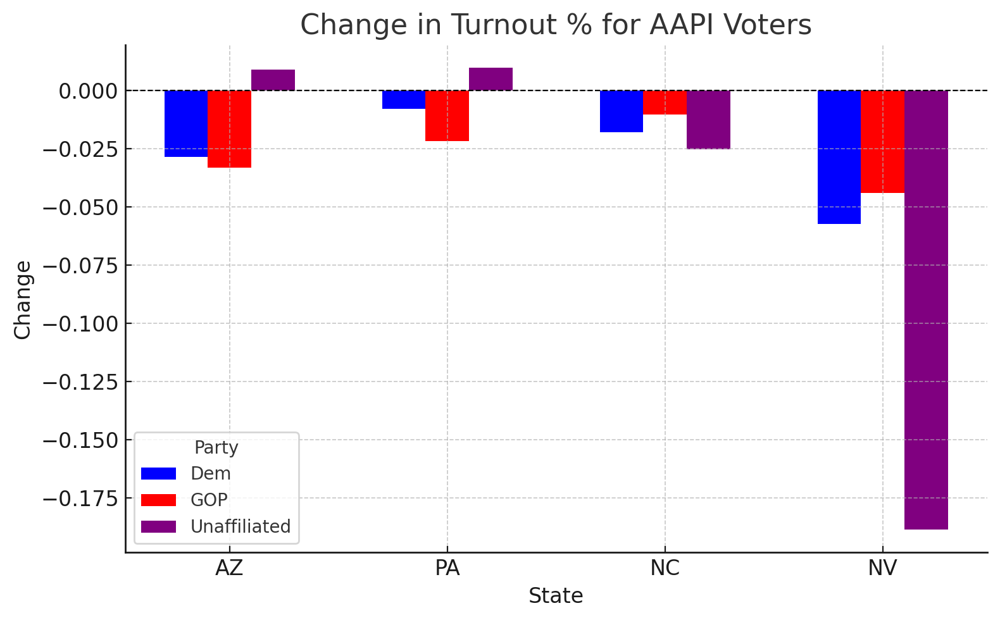 Change in Turnout % for AAPI Voters
0.000
−0.025
−0.050
−0.075
−0.100
−0.125
−0.150
−0.175
Change
Party
Dem
GOP
Unaffiliated
AZ PA NC NV
State